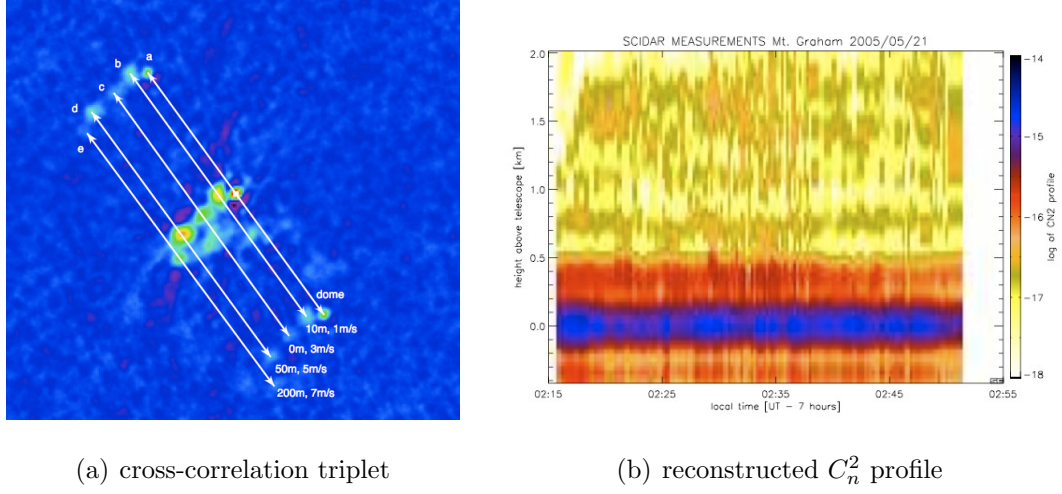 b a
c
d
e
dome
10m, 1m/s
0m, 3m/s
50m, 5m/s
200m, 7m/s
(a) cross-correlation triplet
SCIDAR MEASUREMENTS Mt. Graham 2005/05/21
2.0
1.5
1.0
0.5
0.0
height above telescope [km]
02:15 02:25 02:35 02:45 02:55
local time [UT - 7 hours]
-14
-15
-16
-17
-18
log of CN2 profile
(b) reconstructed $C_n^2$ profile